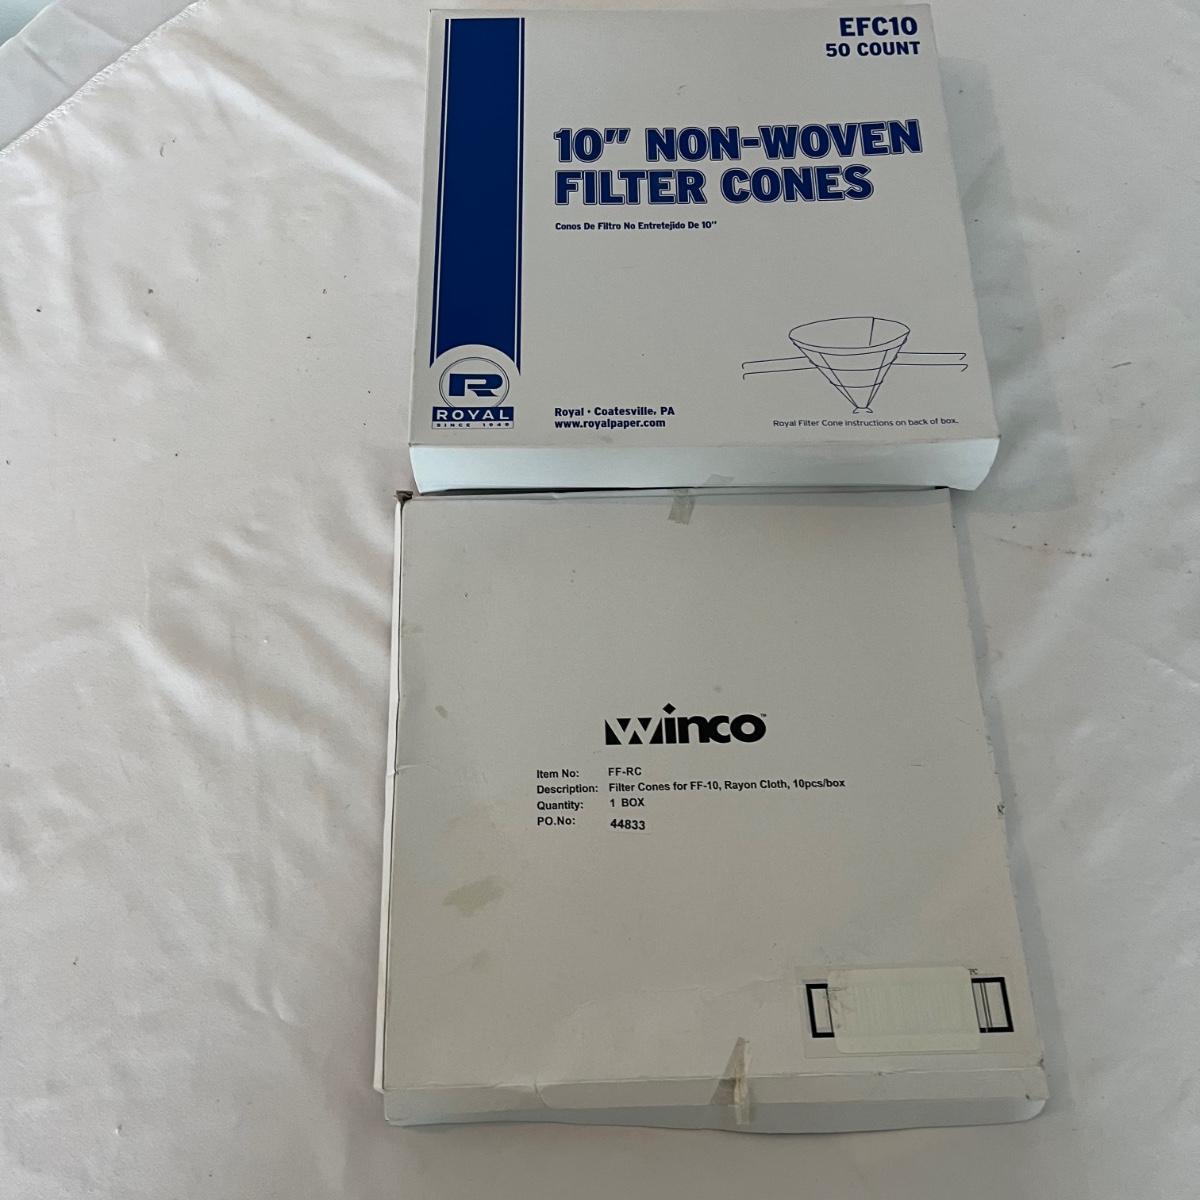 EFC10
50 COUNT
10" NON-WOVEN
FILTER CONES
Conos De Filtro No Entretejido De 10"
R
ROYAL
SINCE 1949
Royal • Coatesville, PA
www.royalpaper.com
Royal Filter Cone instructions on back of box.
winco™
Item No: FF-RC
Description: Filter Cones for FF-10, Rayon Cloth, 10pcs/box
Quantity: 1 BOX
PO.No: 44833